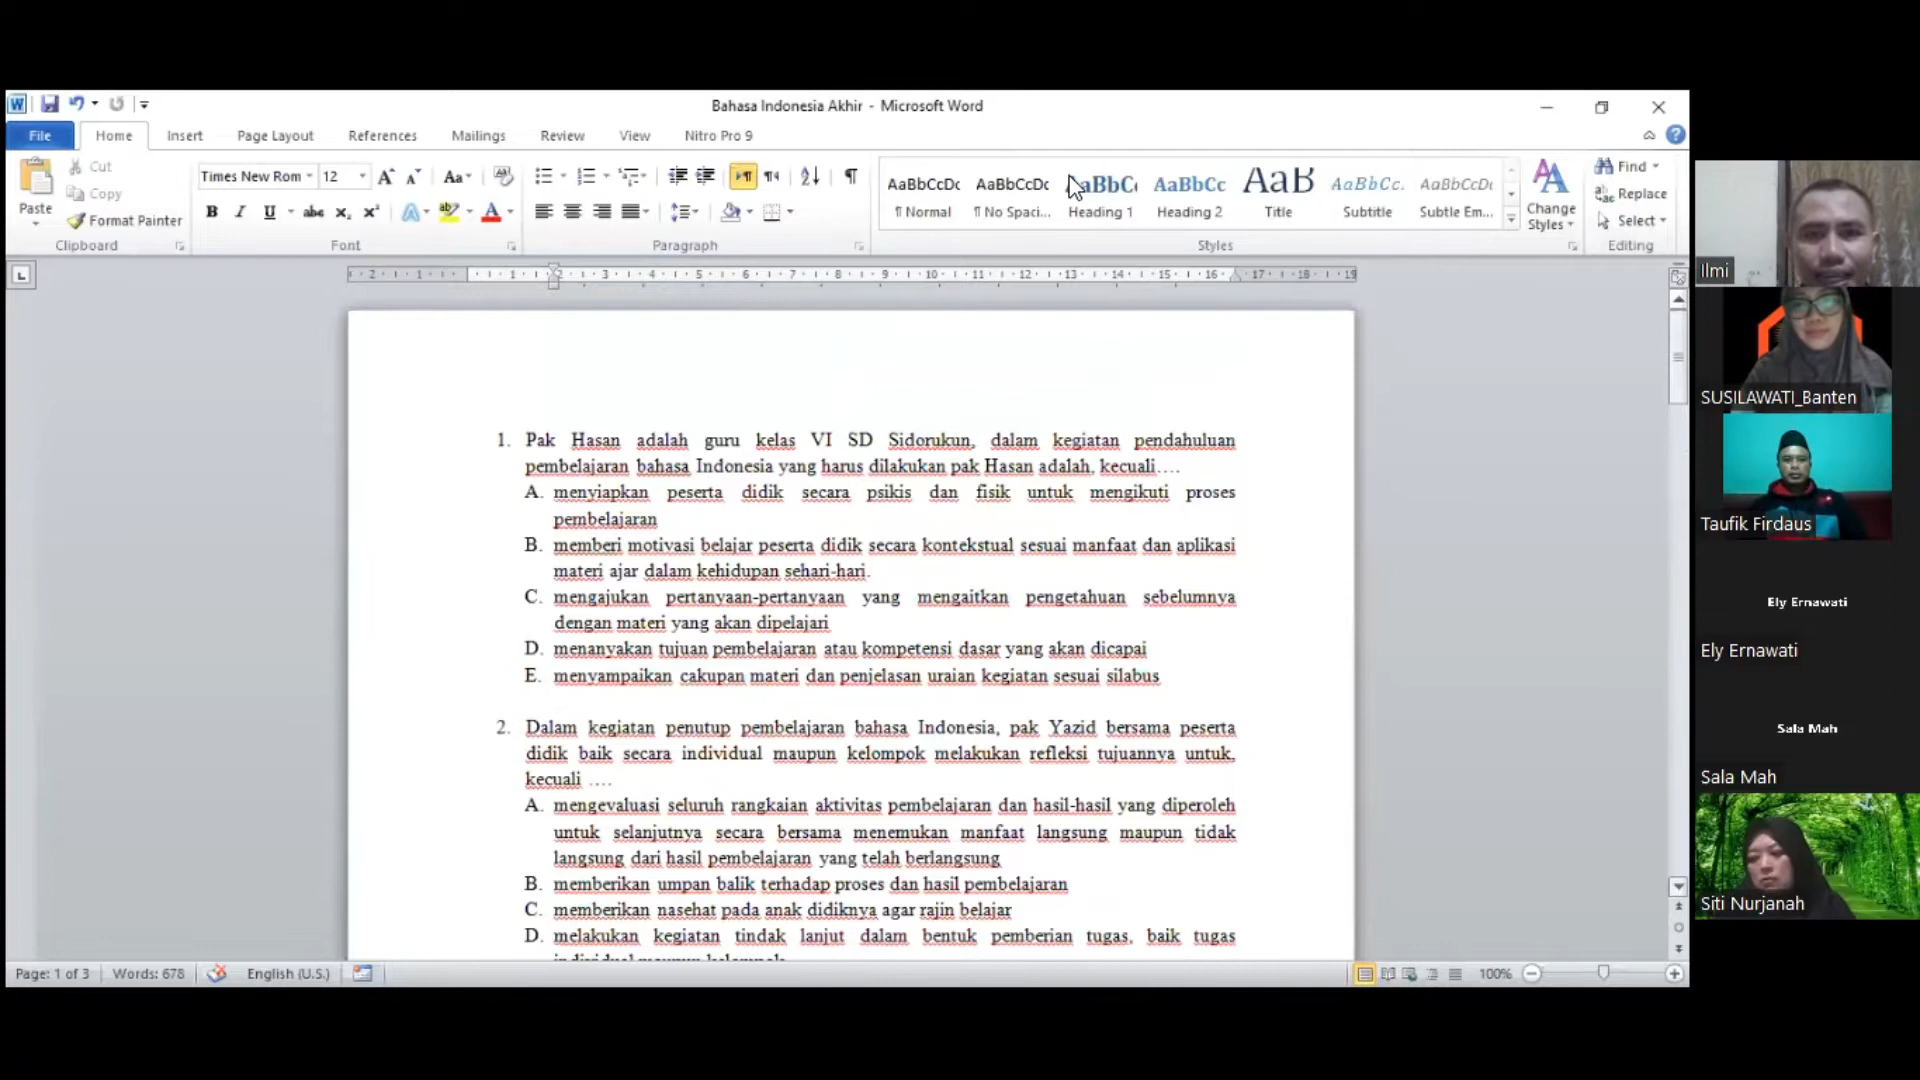 Bahasa Indonesia Akhir - Microsoft Word
File Home Insert Page Layout References Mailings Review View Nitro Pro 9
Paste
Cut
Copy
Format Painter
Clipboard
Times New Rom 12
Font
Paragraph
AaBbCcDc AaBbCcDc AaBbCc AaB AaBbCc. AaBbCcDc
¶ Normal ¶ No Spaci... Heading 1 Heading 2 Title Subtitle Subtle Em...
Styles
Change Styles
Find
Replace
Select
Editing
1. Pak Hasan adalah guru kelas VI SD Sidorukun, dalam kegiatan pendahuluan
pembelajaran bahasa Indonesia yang harus dilakukan pak Hasan adalah, kecuali....
A. menyiapkan peserta didik secara psikis dan fisik untuk mengikuti proses
pembelajaran
B. memberi motivasi belajar peserta didik secara kontekstual sesuai manfaat dan aplikasi
materi ajar dalam kehidupan sehari-hari.
C. mengajukan pertanyaan-pertanyaan yang mengaitkan pengetahuan sebelumnya
dengan materi yang akan dipelajari
D. menanyakan tujuan pembelajaran atau kompetensi dasar yang akan dicapai
E. menyampaikan cakupan materi dan penjelasan uraian kegiatan sesuai silabus
2. Dalam kegiatan penutup pembelajaran bahasa Indonesia, pak Yazid bersama peserta
didik baik secara individual maupun kelompok melakukan refleksi tujuannya untuk,
kecuali ....
A. mengevaluasi seluruh rangkaian aktivitas pembelajaran dan hasil-hasil yang diperoleh
untuk selanjutnya secara bersama menemukan manfaat langsung maupun tidak
langsung dari hasil pembelajaran yang telah berlangsung
B. memberikan umpan balik terhadap proses dan hasil pembelajaran
C. memberikan nasehat pada anak didiknya agar rajin belajar
D. melakukan kegiatan tindak lanjut dalam bentuk pemberian tugas, baik tugas
Page: 1 of 3 Words: 678 English (U.S.) 100%
Ilmi
SUSILAWATI_Banten
Taufik Firdaus
Ely Ernawati
Ely Ernawati
Sala Mah
Sala Mah
Siti Nurjanah